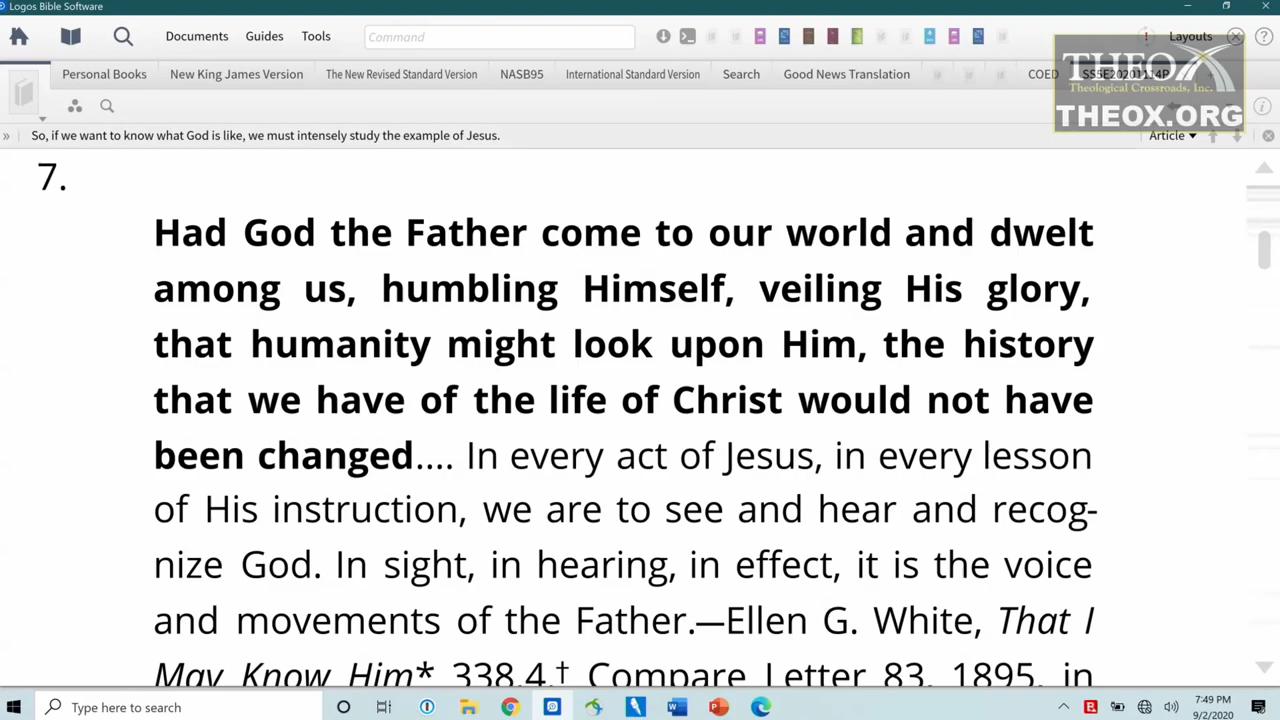 Logos Bible Software
Documents Guides Tools Command Layouts
THEOX
Theological Crossroads, Inc.
THEOX.ORG
Personal Books New King James Version The New Revised Standard Version NASB95 International Standard Version Search Good News Translation COED SSSE20201114P
So, if we want to know what God is like, we must intensely study the example of Jesus. Article
7.
Had God the Father come to our world and dwelt
among us, humbling Himself, veiling His glory,
that humanity might look upon Him, the history
that we have of the life of Christ would not have
been changed.... In every act of Jesus, in every lesson
of His instruction, we are to see and hear and recog-
nize God. In sight, in hearing, in effect, it is the voice
and movements of the Father.—Ellen G. White, That I
May Know Him* 338.4.† Compare Letter 83, 1895, in
Type here to search
7:49 PM
9/2/2020